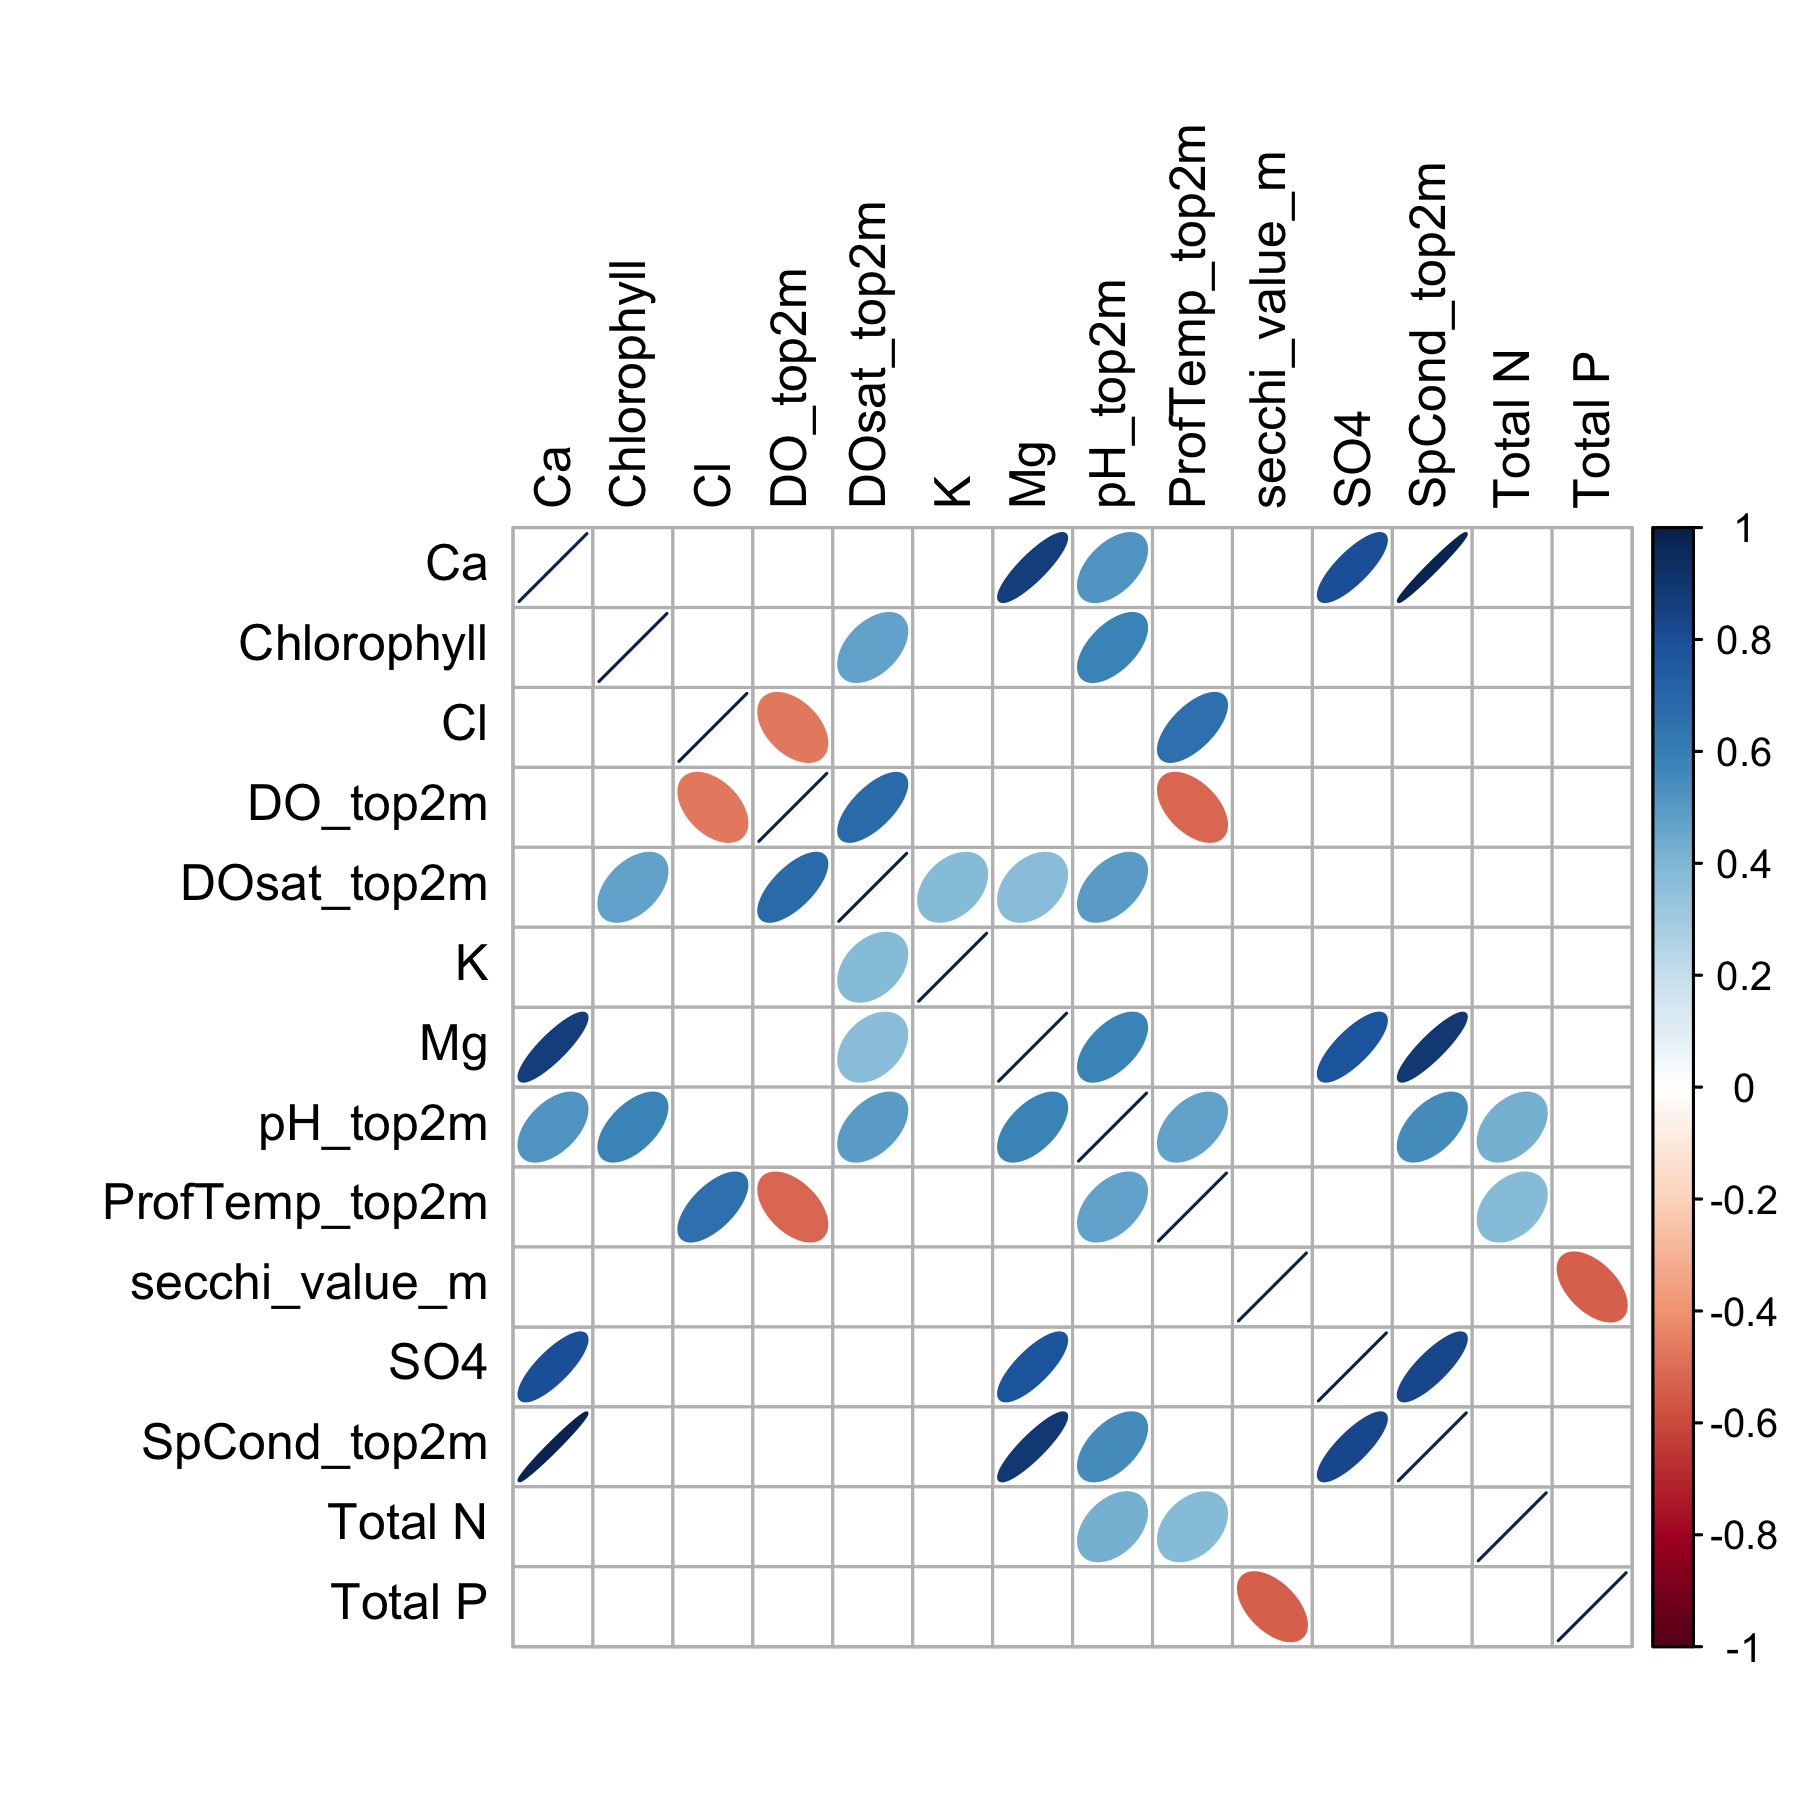 Ca
Chlorophyll
Cl
DO_top2m
DOsat_top2m
K
Mg
pH_top2m
ProfTemp_top2m
secchi_value_m
SO4
SpCond_top2m
Total N
Total P
Ca
Chlorophyll
Cl
DO_top2m
DOsat_top2m
K
Mg
pH_top2m
ProfTemp_top2m
secchi_value_m
SO4
SpCond_top2m
Total N
Total P
1
0.8
0.6
0.4
0.2
0
-0.2
-0.4
-0.6
-0.8
-1